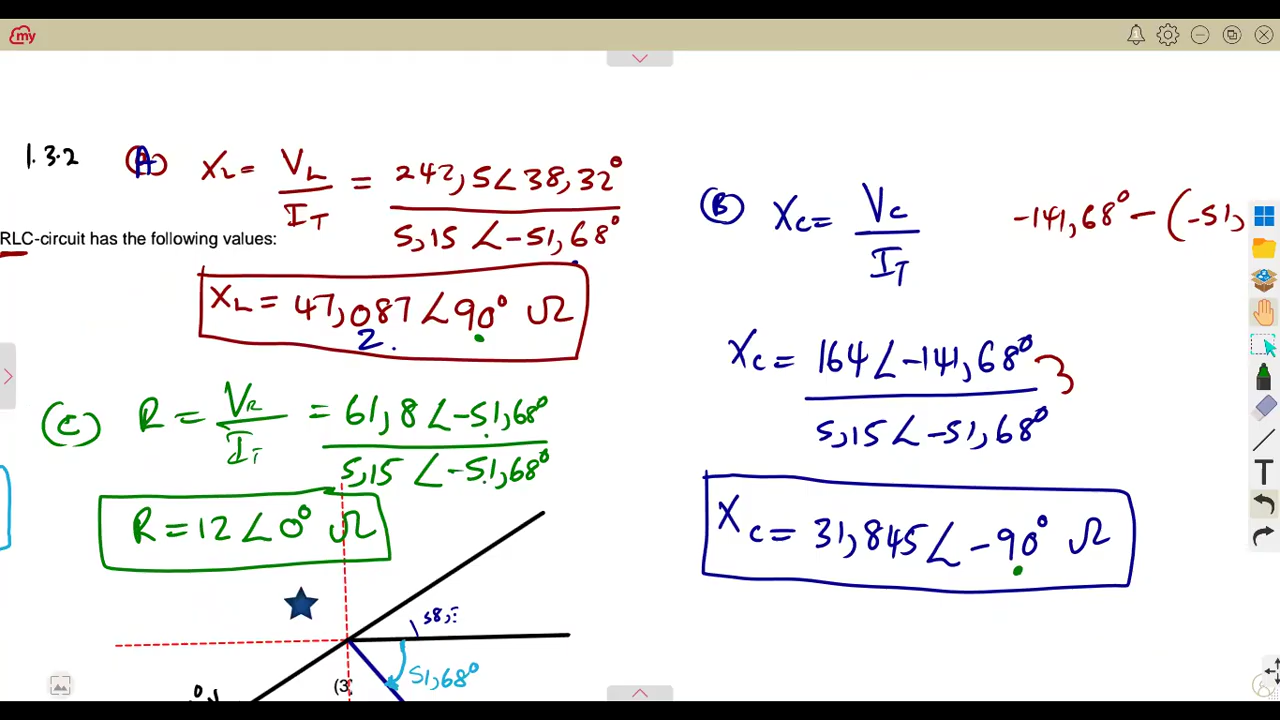 my
1.3.2 (A) XL = VL / IT = 242,5∠38,32° / 5,15∠-51,68°
RLC-circuit has the following values:
XL = 47,087∠90° Ω
2.
(C) R = VR / IT = 61,8∠-51,68° / 5,15∠-51,68°
R = 12∠0° Ω
38,
51,68°
(3
(B) Xc = Vc / IT
-141,68° - (-51,
Xc = 164∠-141,68° / 5,15∠-51,68°
Xc = 31,845∠-90° Ω
T